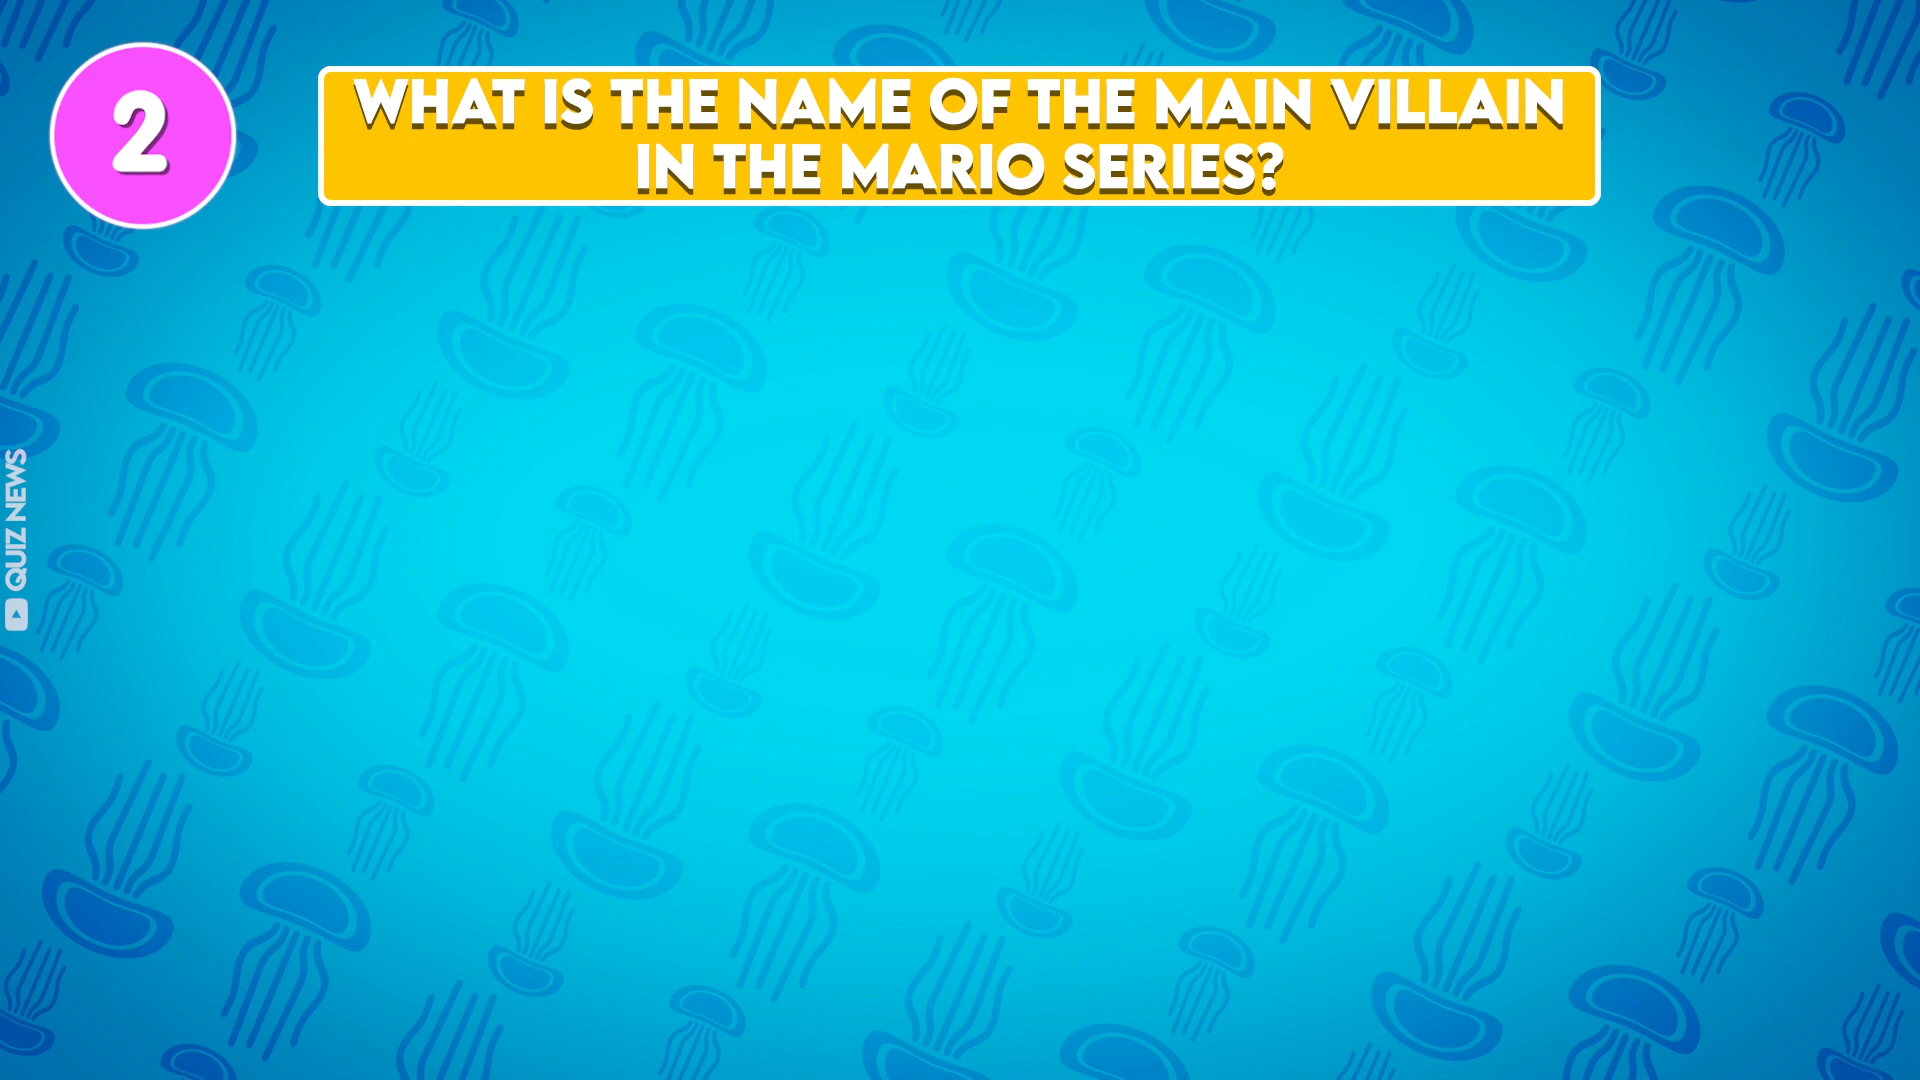 2
WHAT IS THE NAME OF THE MAIN VILLAIN
IN THE MARIO SERIES?
QUIZ NEWS